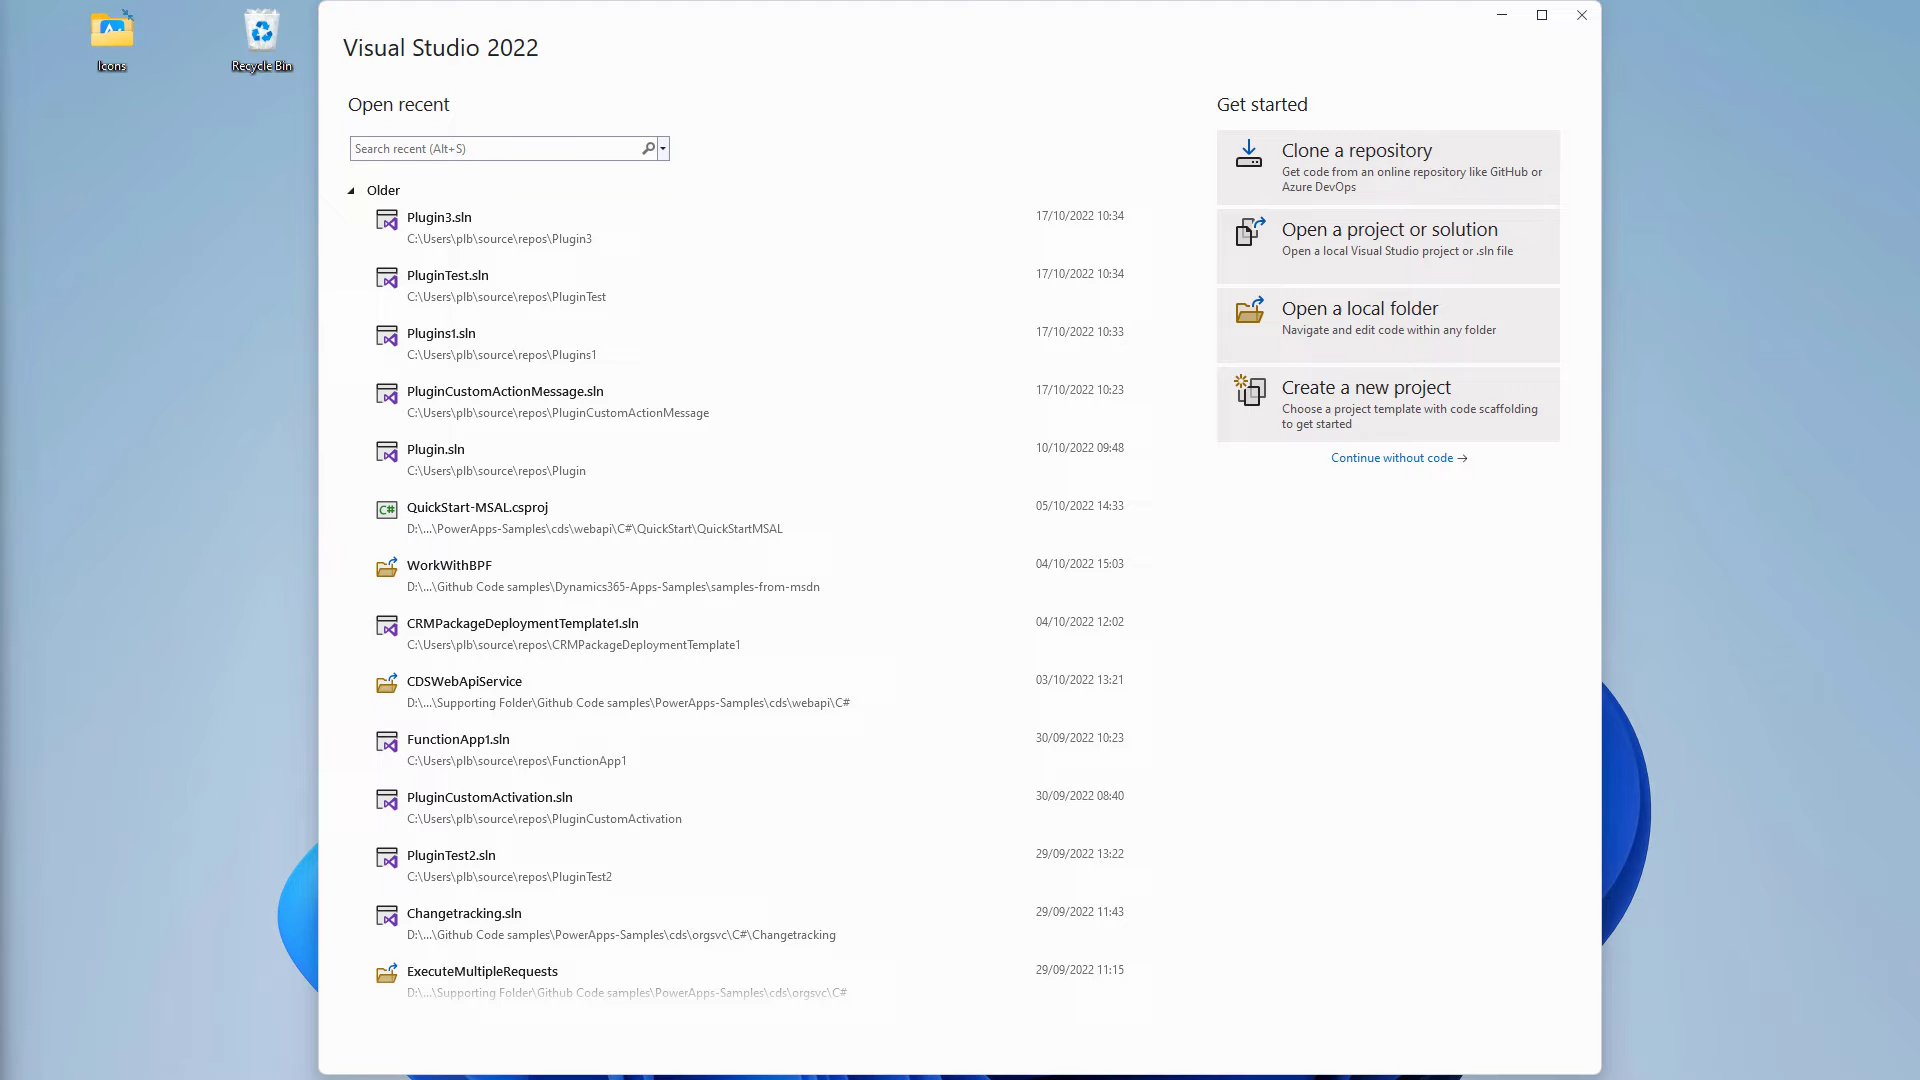 Icons
Recycle Bin
Visual Studio 2022
Open recent
Search recent (Alt+S)
Older
Plugin3.sln
17/10/2022 10:34
C:\Users\plb\source\repos\Plugin3
PluginTest.sln
17/10/2022 10:34
C:\Users\plb\source\repos\PluginTest
Plugins1.sln
17/10/2022 10:33
C:\Users\plb\source\repos\Plugins1
PluginCustomActionMessage.sln
17/10/2022 10:23
C:\Users\plb\source\repos\PluginCustomActionMessage
Plugin.sln
10/10/2022 09:48
C:\Users\plb\source\repos\Plugin
C#
QuickStart-MSAL.csproj
05/10/2022 14:33
D:\...\PowerApps-Samples\cds\webapi\C#\QuickStart\QuickStartMSAL
WorkWithBPF
04/10/2022 15:03
D:\...\Github Code samples\Dynamics365-Apps-Samples\samples-from-msdn
CRMPackageDeploymentTemplate1.sln
04/10/2022 12:02
C:\Users\plb\source\repos\CRMPackageDeploymentTemplate1
CDSWebApiService
03/10/2022 13:21
D:\...\Supporting Folder\Github Code samples\PowerApps-Samples\cds\webapi\C#
FunctionApp1.sln
30/09/2022 10:23
C:\Users\plb\source\repos\FunctionApp1
PluginCustomActivation.sln
30/09/2022 08:40
C:\Users\plb\source\repos\PluginCustomActivation
PluginTest2.sln
29/09/2022 13:22
C:\Users\plb\source\repos\PluginTest2
Changetracking.sln
29/09/2022 11:43
D:\...\Github Code samples\PowerApps-Samples\cds\orgsvc\C#\Changetracking
ExecuteMultipleRequests
29/09/2022 11:15
D:\...\Supporting Folder\Github Code samples\PowerApps-Samples\cds\orgsvc\C#
Get started
Clone a repository
Get code from an online repository like GitHub or
Azure DevOps
Open a project or solution
Open a local Visual Studio project or .sln file
Open a local folder
Navigate and edit code within any folder
Create a new project
Choose a project template with code scaffolding
to get started
Continue without code →